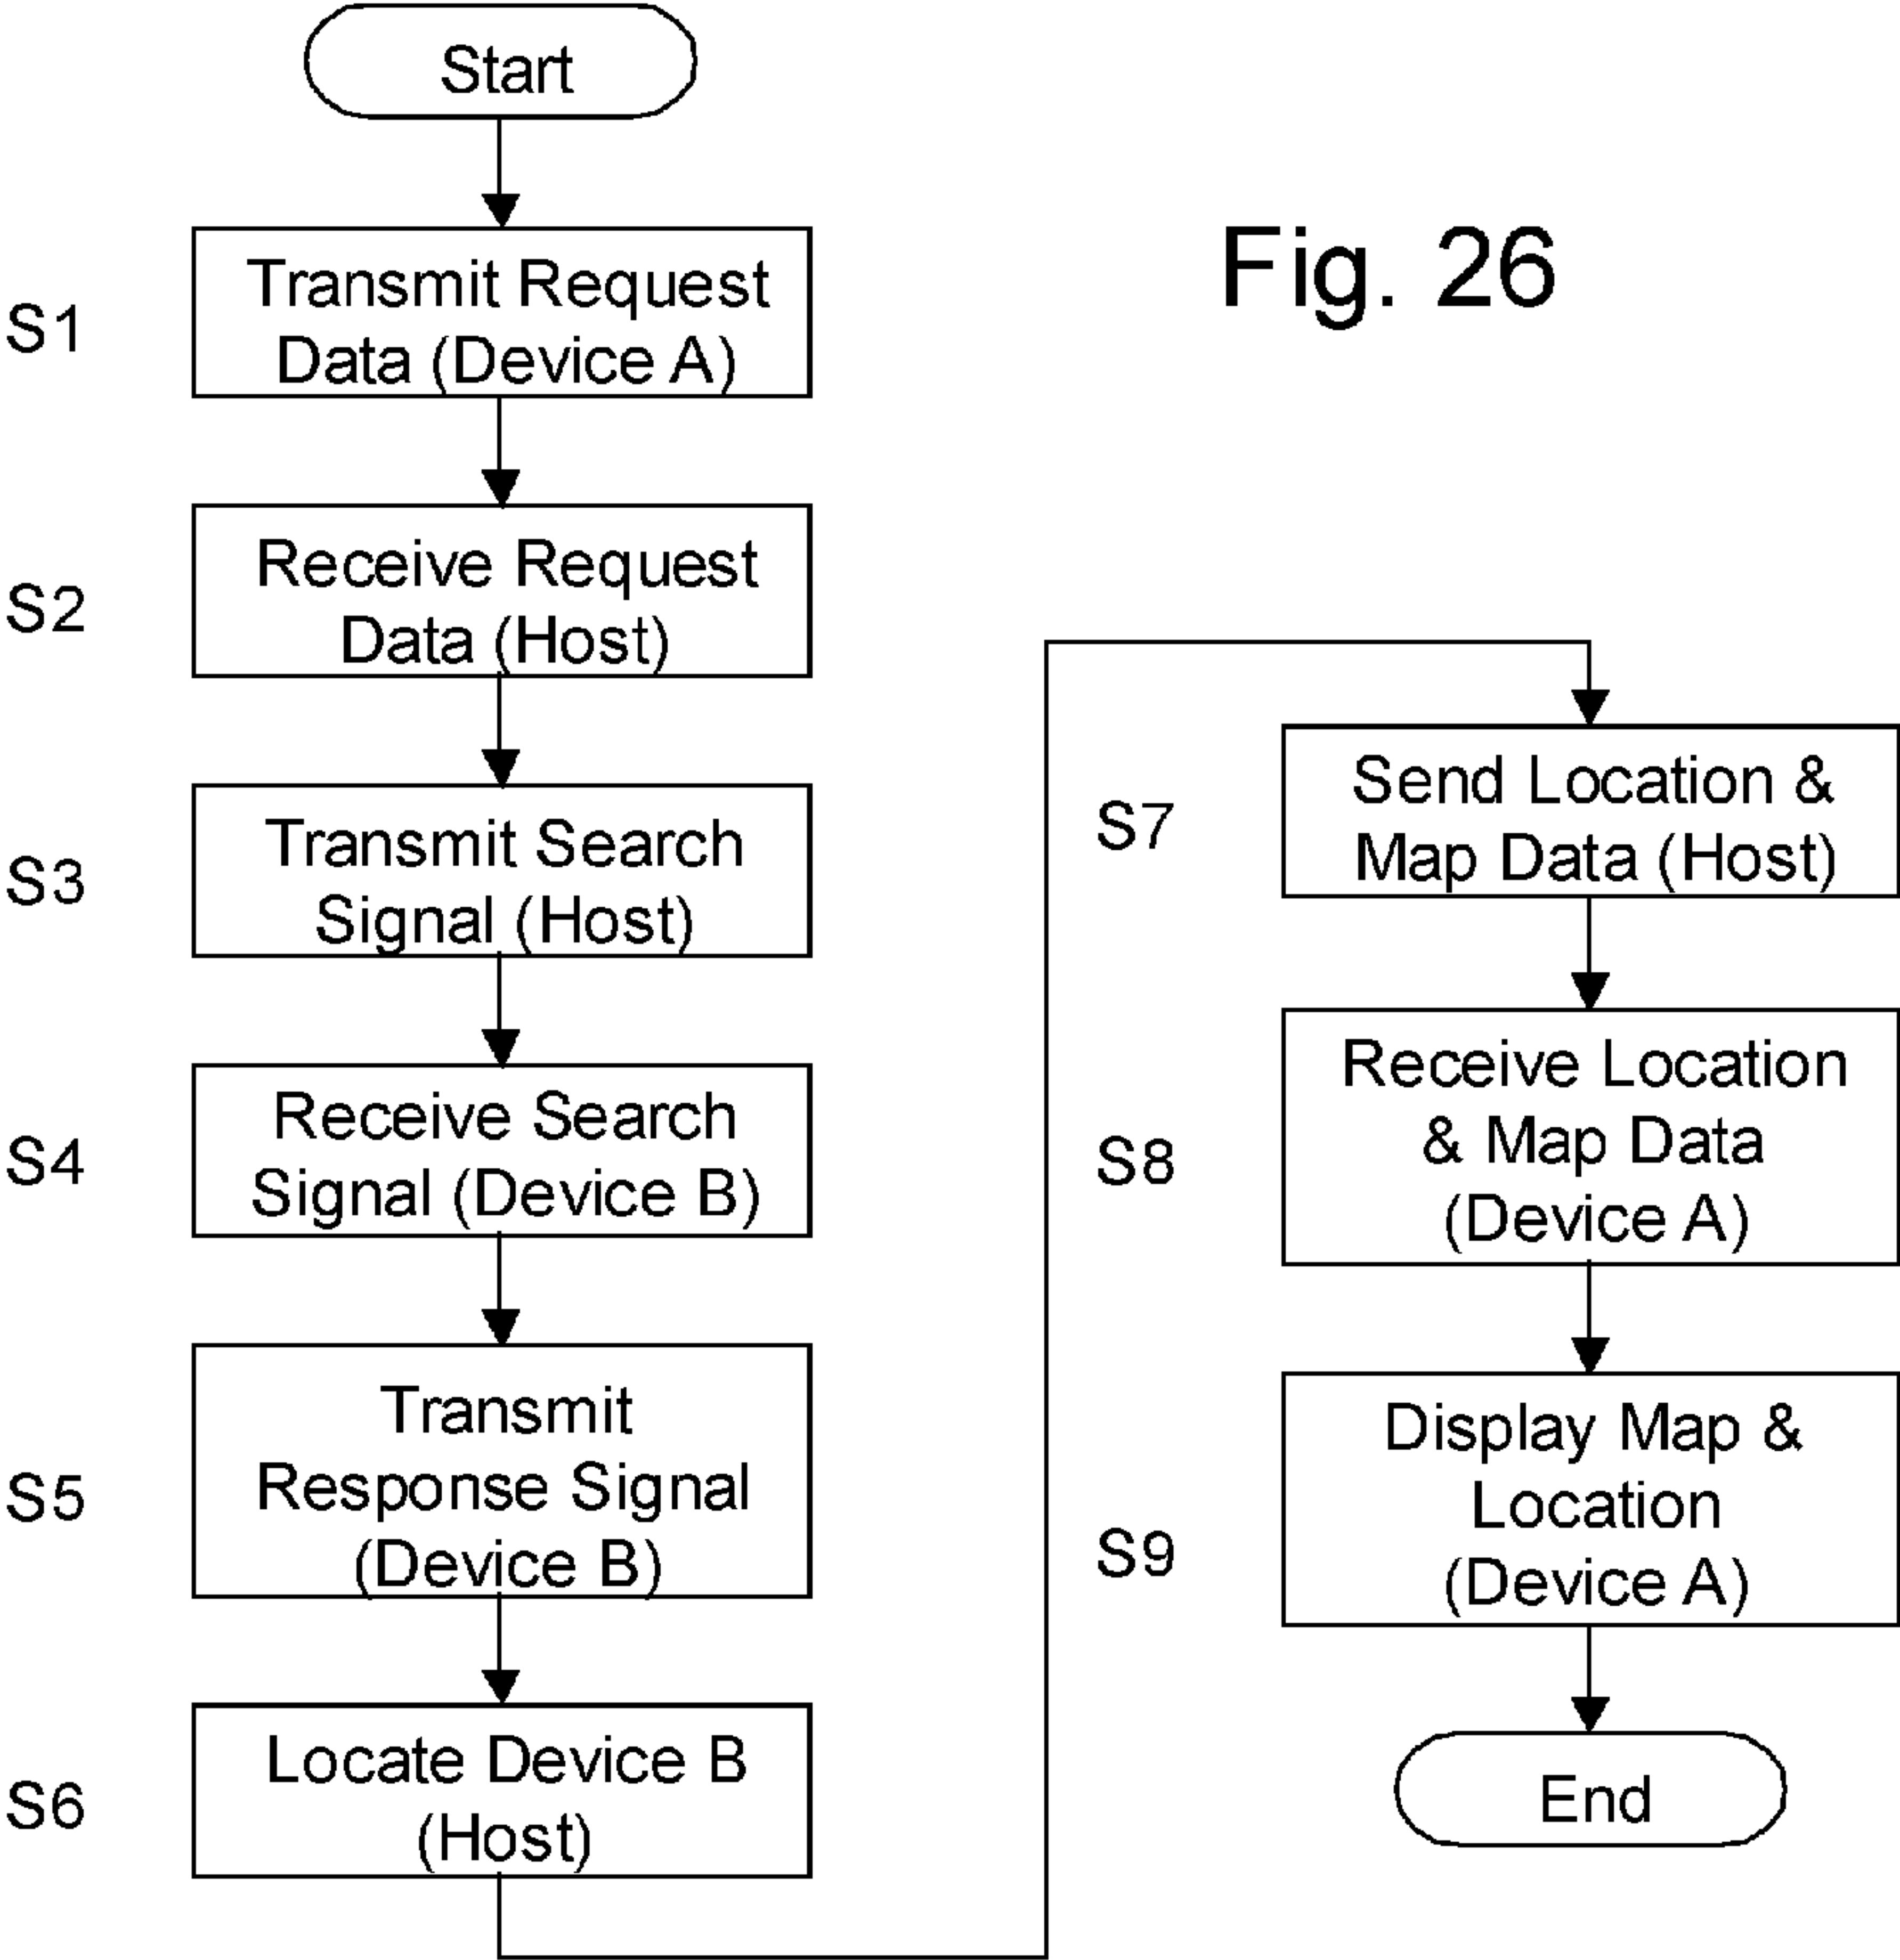 Start
Fig. 26
S1
Transmit Request
Data (Device A)
S2
Receive Request
Data (Host)
S3
Transmit Search
Signal (Host)
S4
Receive Search
Signal (Device B)
S5
Transmit
Response Signal
(Device B)
S6
Locate Device B
(Host)
S7
Send Location &
Map Data (Host)
S8
Receive Location
& Map Data
(Device A)
S9
Display Map &
Location
(Device A)
End